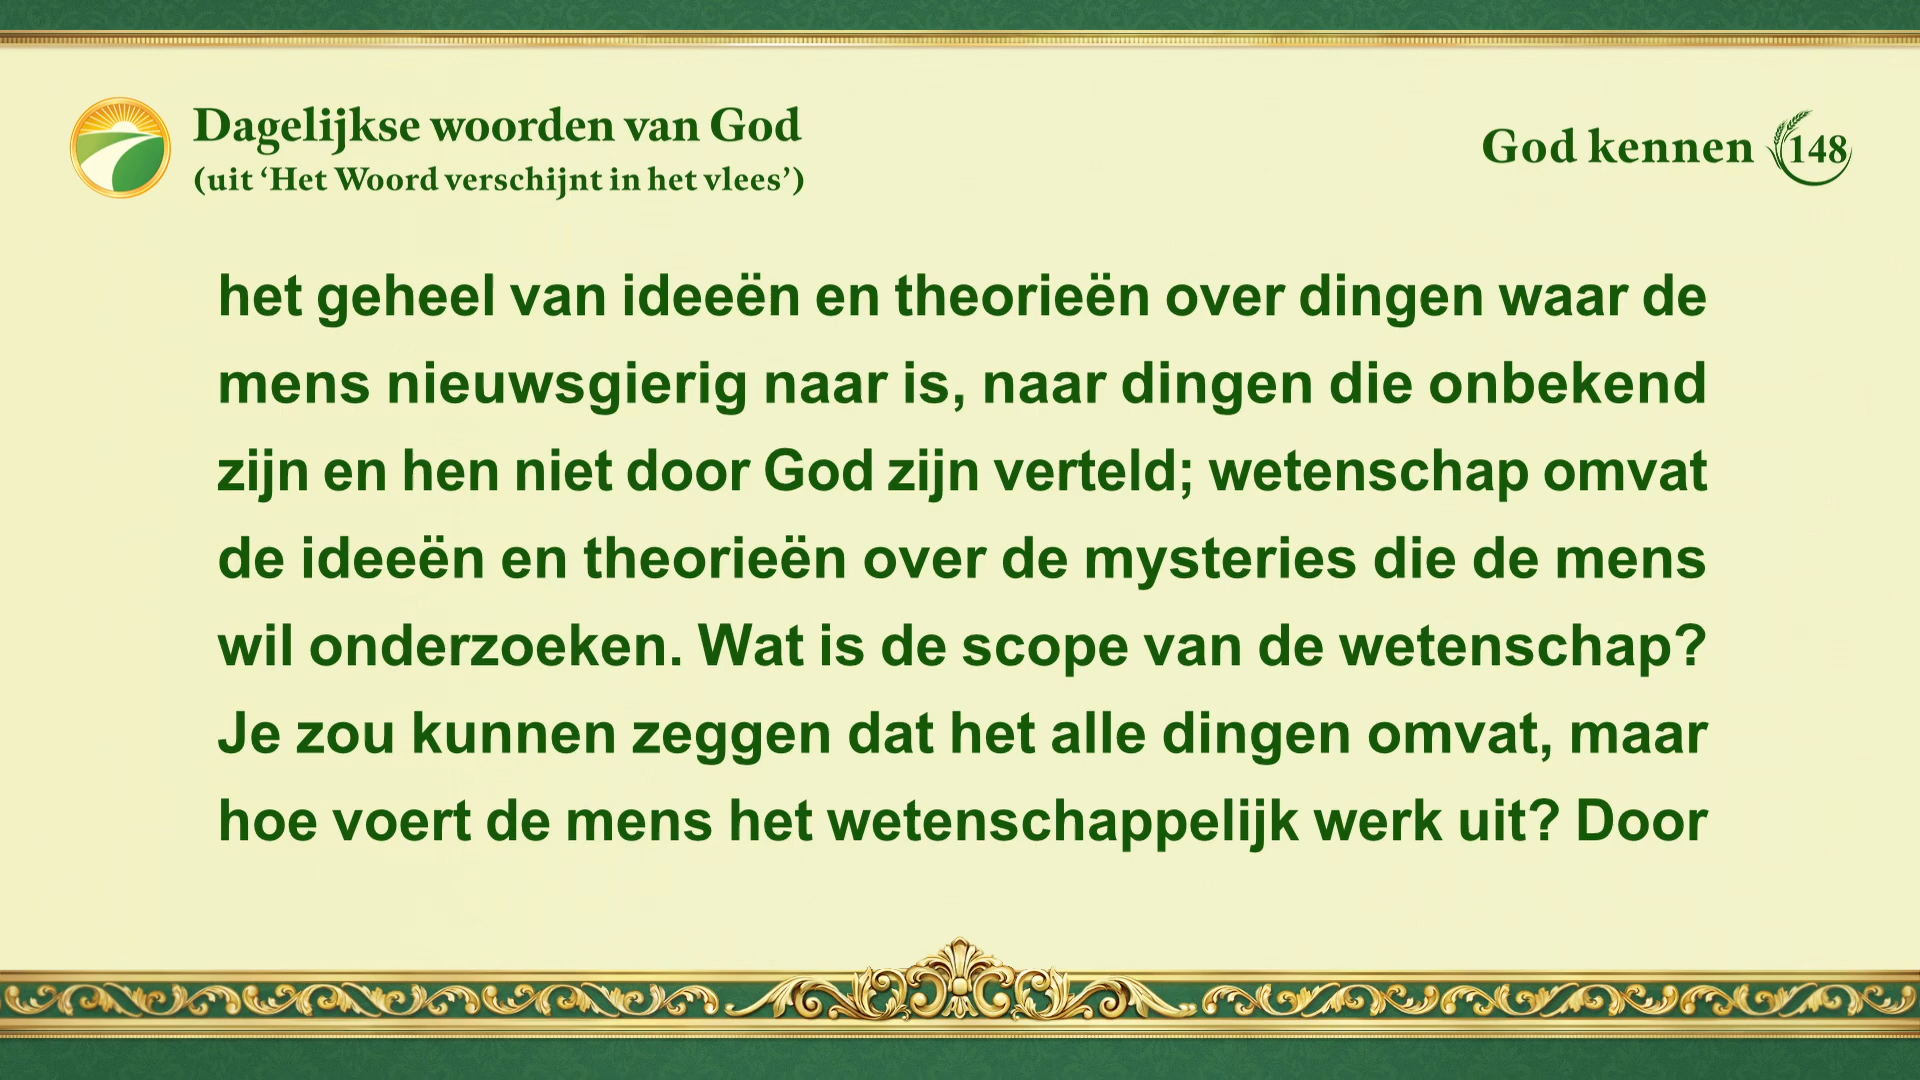 Dagelijkse woorden van God
(uit ‘Het Woord verschijnt in het vlees’)
God kennen 148
het geheel van ideeën en theorieën over dingen waar de
mens nieuwsgierig naar is, naar dingen die onbekend
zijn en hen niet door God zijn verteld; wetenschap omvat
de ideeën en theorieën over de mysteries die de mens
wil onderzoeken. Wat is de scope van de wetenschap?
Je zou kunnen zeggen dat het alle dingen omvat, maar
hoe voert de mens het wetenschappelijk werk uit? Door